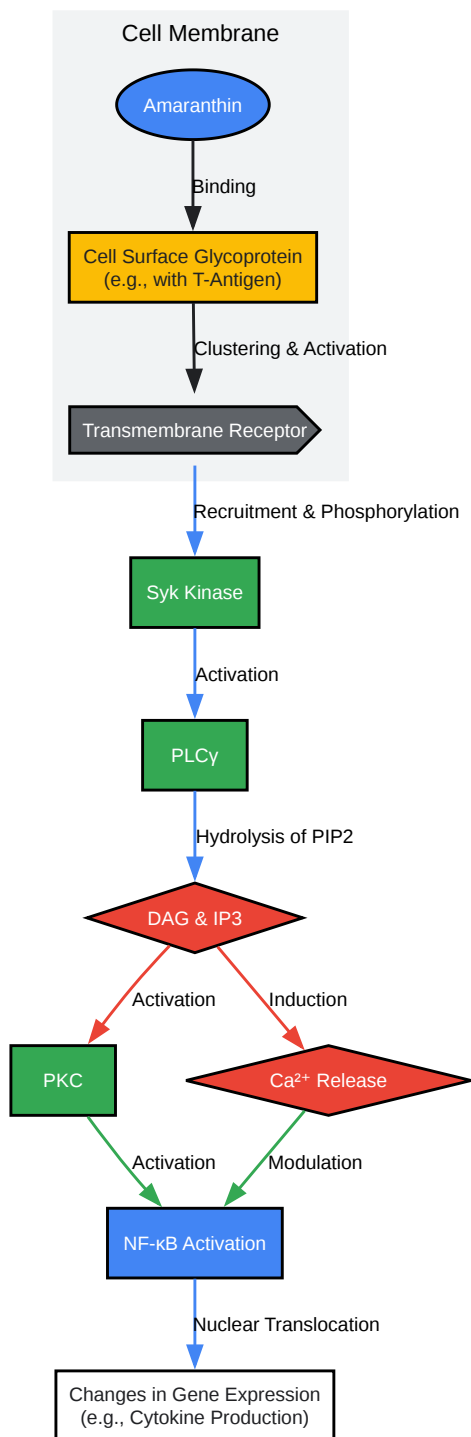 Cell Membrane
Amaranthin
Binding
Cell Surface Glycoprotein
(e.g., with T-Antigen)
Clustering & Activation
Transmembrane Receptor
Recruitment & Phosphorylation
Syk Kinase
Activation
PLCγ
Hydrolysis of PIP2
DAG & IP3
Activation
Induction
PKC
Ca²⁺ Release
Activation
Modulation
NF-κB Activation
Nuclear Translocation
Changes in Gene Expression
(e.g., Cytokine Production)